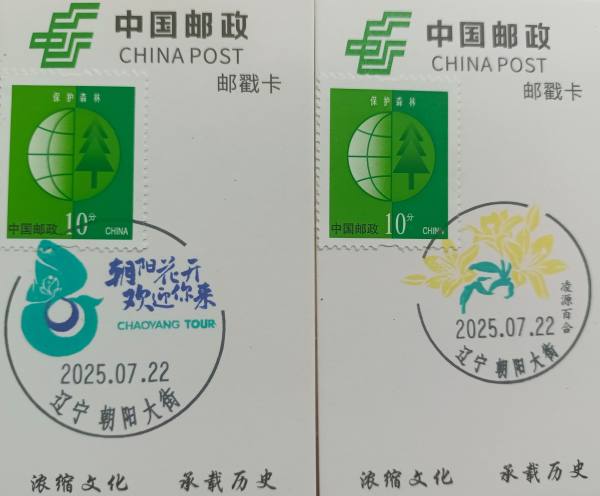 中国邮政
CHINA POST
邮戳卡
保护森林
中国邮政 10分 CHINA
朝阳花开
欢迎你来
CHAOYANG TOUR
2025.07.22
辽宁 朝阳大街
浓缩文化 承载历史
中国邮政
CHINA POST
邮戳卡
保护森林
中国邮政 10分 CHINA
凌源百合
2025.07.22
辽宁 朝阳大街
浓缩文化 承载历史